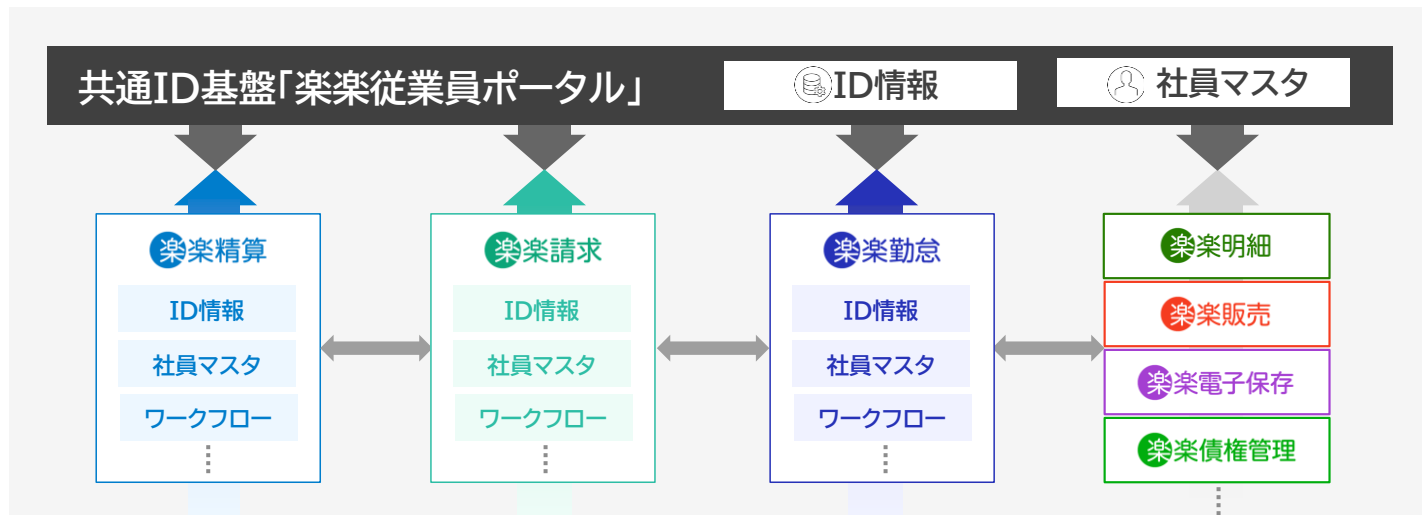 共通ID基盤「楽楽従業員ポータル」
ID情報
社員マスタ
楽楽精算
ID情報
社員マスタ
ワークフロー
楽楽請求
ID情報
社員マスタ
ワークフロー
楽楽勤怠
ID情報
社員マスタ
ワークフロー
楽楽明細
楽楽販売
楽楽電子保存
楽楽債権管理